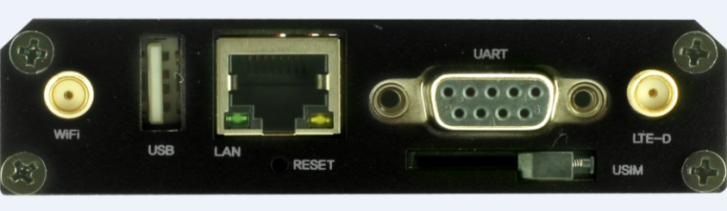 UART
WiFi
USB
LAN
RESET
LTE-D
USIM